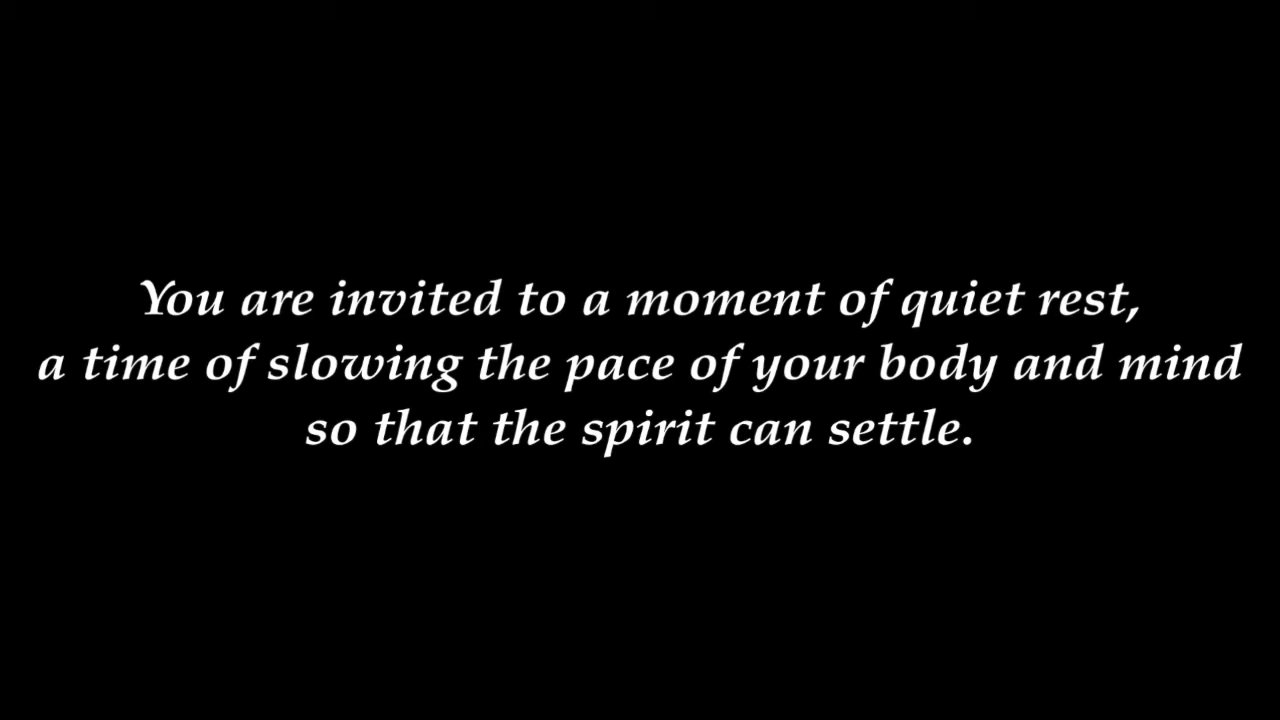 You are invited to a moment of quiet rest,
a time of slowing the pace of your body and mind
so that the spirit can settle.